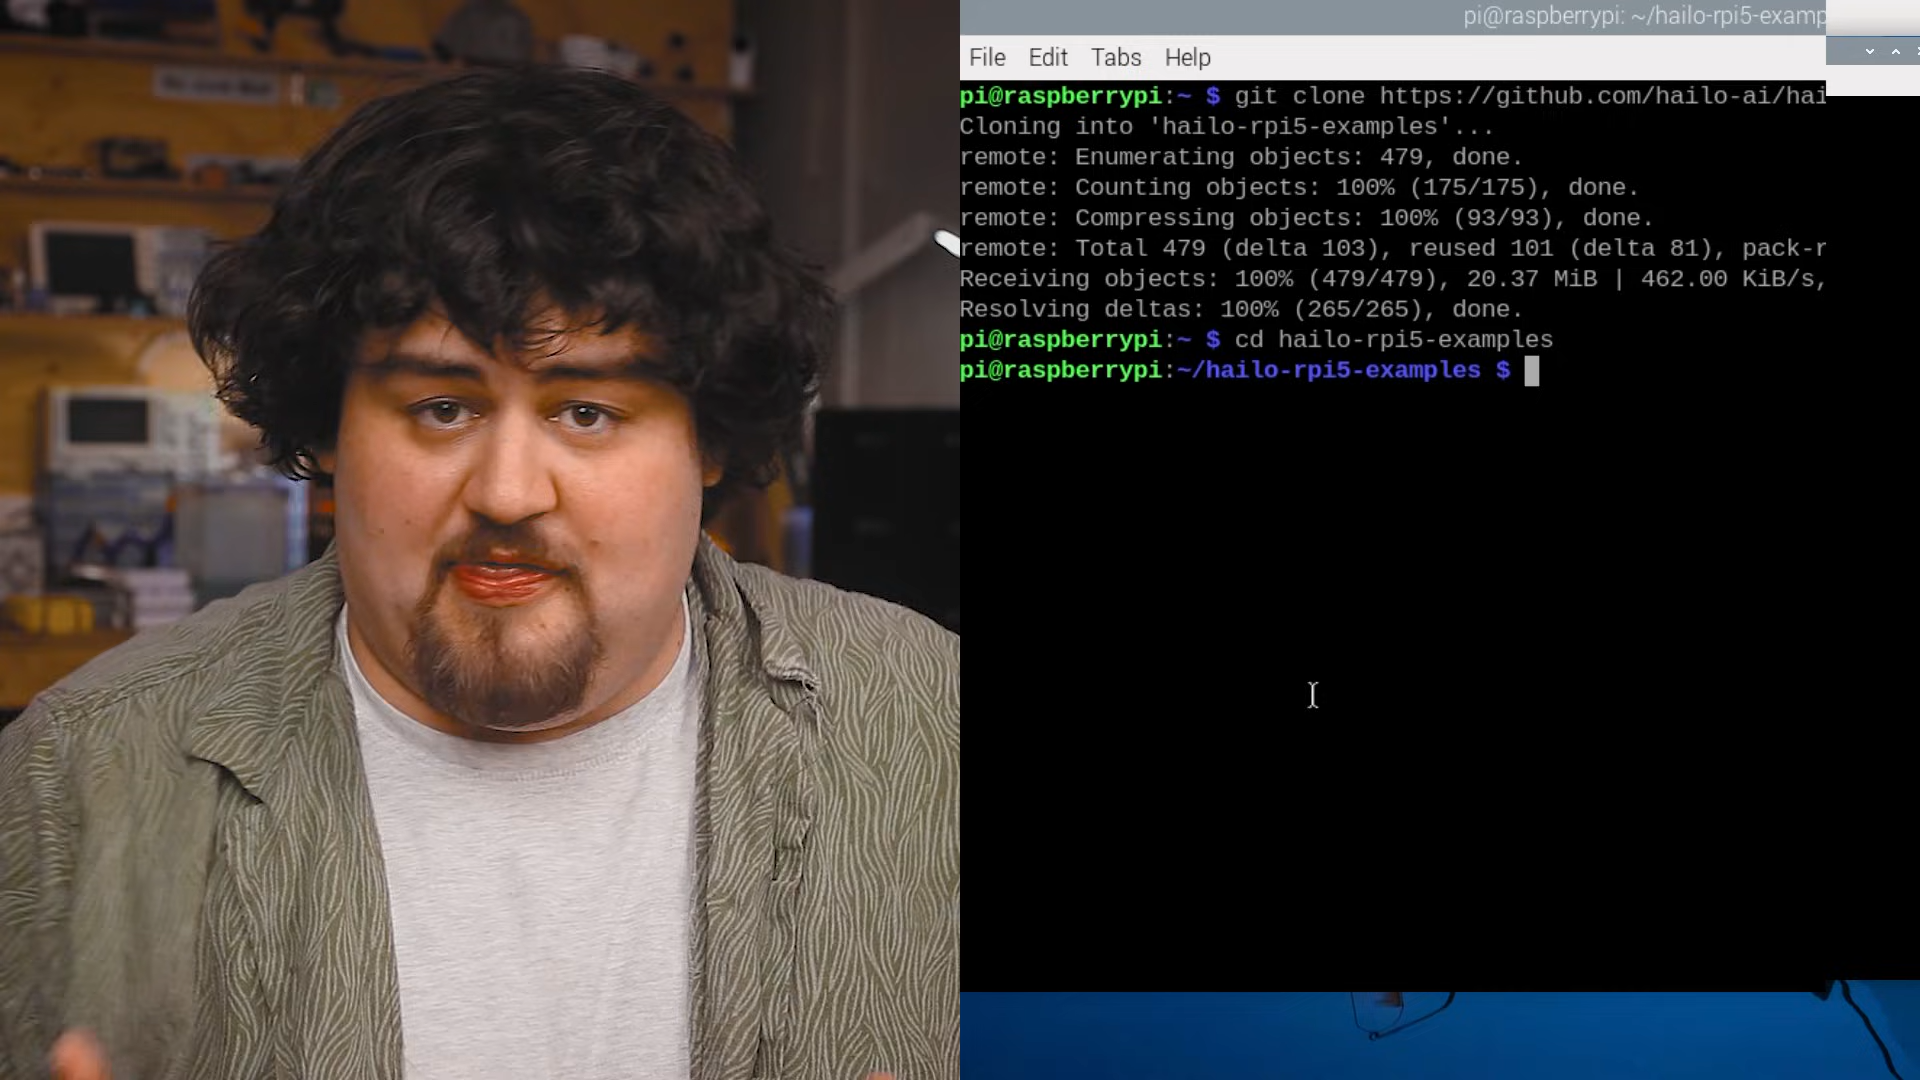 pi@raspberrypi: ~/hailo-rpi5-examp
File Edit Tabs Help
pi@raspberrypi:~ $ git clone https://github.com/hailo-ai/hai
Cloning into 'hailo-rpi5-examples'...
remote: Enumerating objects: 479, done.
remote: Counting objects: 100% (175/175), done.
remote: Compressing objects: 100% (93/93), done.
remote: Total 479 (delta 103), reused 101 (delta 81), pack-r
Receiving objects: 100% (479/479), 20.37 MiB | 462.00 KiB/s,
Resolving deltas: 100% (265/265), done.
pi@raspberrypi:~ $ cd hailo-rpi5-examples
pi@raspberrypi:~/hailo-rpi5-examples $